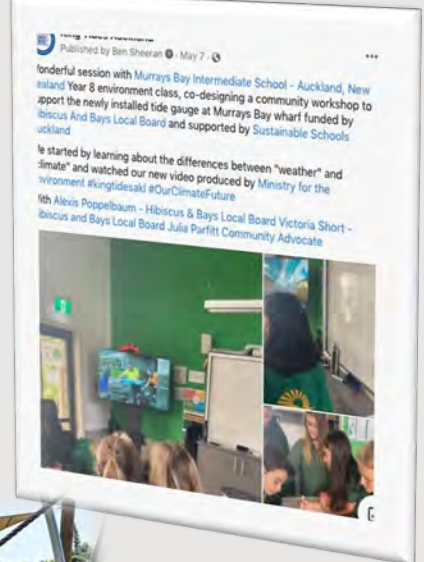 Published by Ben Sheeran · May 7 ·
onderful session with Murrays Bay Intermediate School - Auckland, New
ealand Year 8 environment class, co-designing a community workshop to
upport the newly installed tide gauge at Murrays Bay wharf funded by
ibiscus And Bays Local Board and supported by Sustainable Schools
uckland
e started by learning about the differences between "weather" and
climate" and watched our new video produced by Ministry for the
nvironment #kingtidesakl #OurClimateFuture
ith Alexis Poppelbaum - Hibiscus & Bays Local Board Victoria Short -
ibiscus and Bays Local Board Julia Parfitt Community Advocate